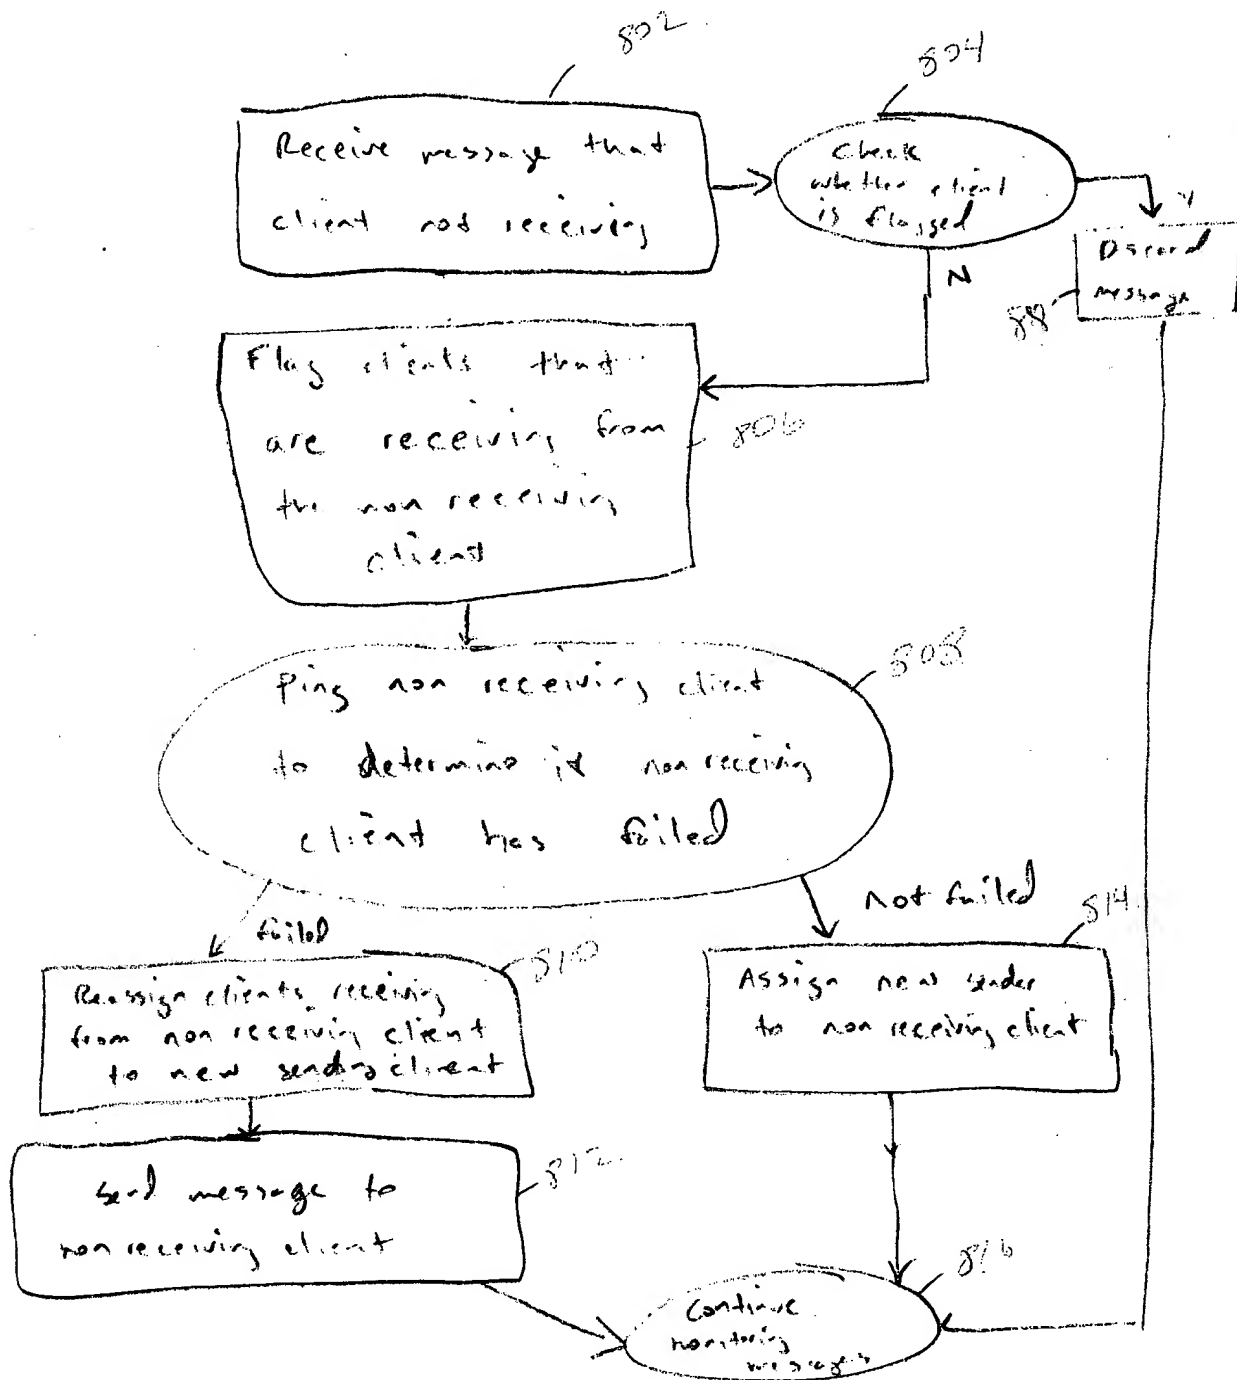 802
804
Receive message that
client not receiving
Check
whether client
is flagged
Y
N
Discard
message
Flag clients that
are receiving from
the non receiving
client
806
808
Ping non receiving client
to determine if non receiving
client has failed
failed
not failed
810
814
Reassign clients receiving
from non receiving client
to new sending client
Assign new sender
to non receiving client
812
Send message to
non receiving client
816
Continue
monitoring
messages